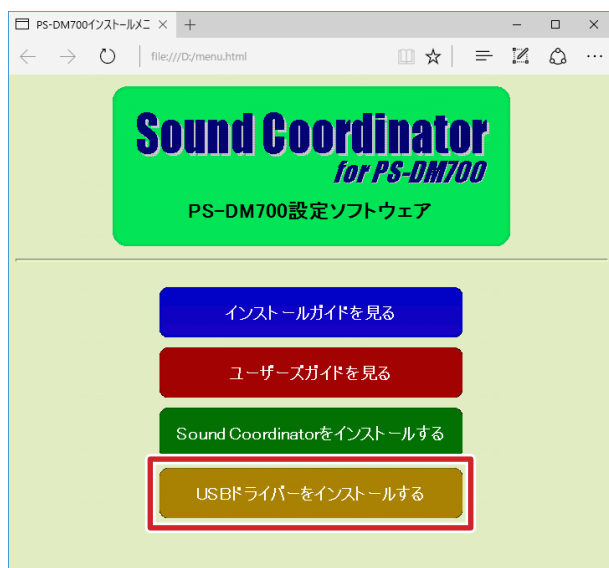 PS-DM700インストールメニ
file:///D:/menu.html
Sound Coordinator
for PS-DM700
PS-DM700設定ソフトウェア
インストールガイドを見る
ユーザーズガイドを見る
Sound Coordinatorをインストールする
USBドライバーをインストールする